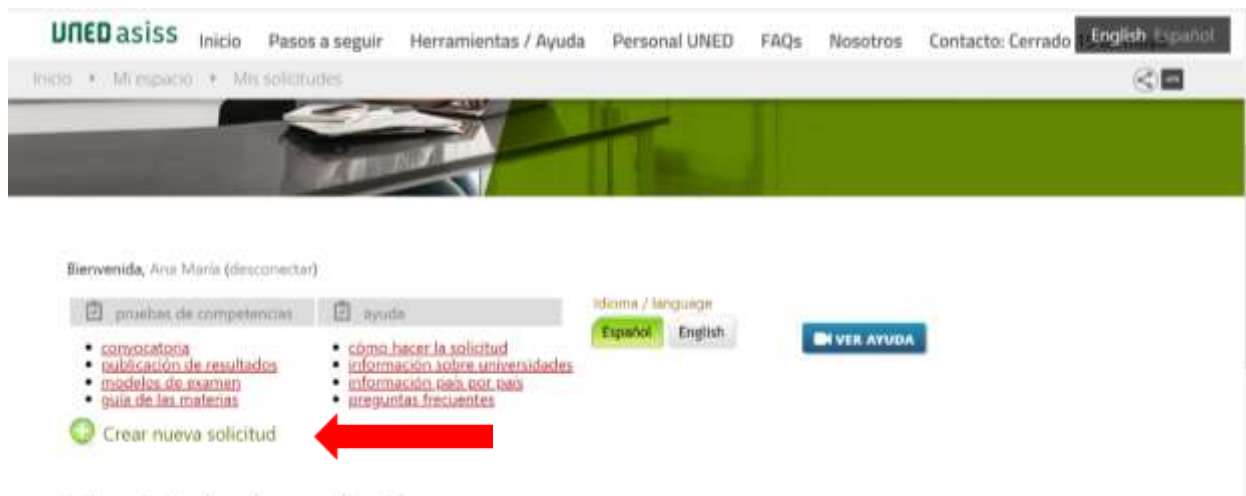 UNED asiss Inicio Pasos a seguir Herramientas / Ayuda Personal UNED FAQs Nosotros Contacto: Cerrado English Español
Inicio Mi espacio Mis solicitudes
Bienvenida, Ana María (desconectar)
pruebas de competencias ayuda
Idioma / language
Español English
VER AYUDA
convocatoria
publicación de resultados
modelos de examen
guía de las materias
cómo hacer la solicitud
información sobre universidades
información país por país
preguntas frecuentes
Crear nueva solicitud